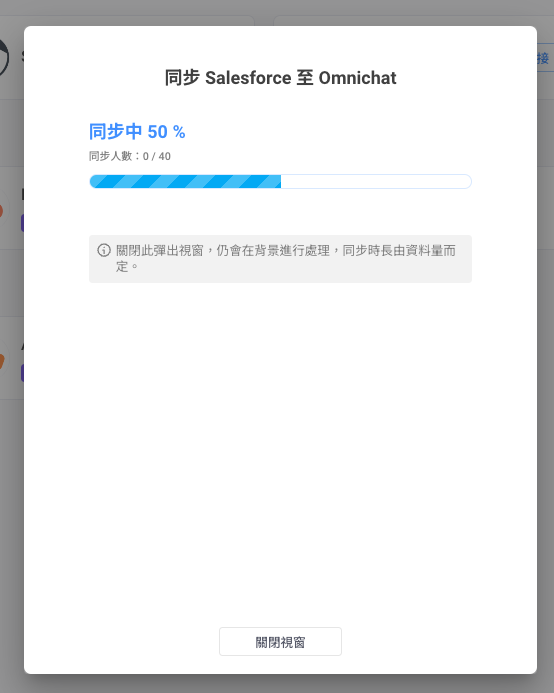 同步 Salesforce 至 Omnichat
同步中 50 %
同步人數：0 / 40
關閉此彈出視窗，仍會在背景進行處理，同步時長由資料量而
定。
關閉視窗